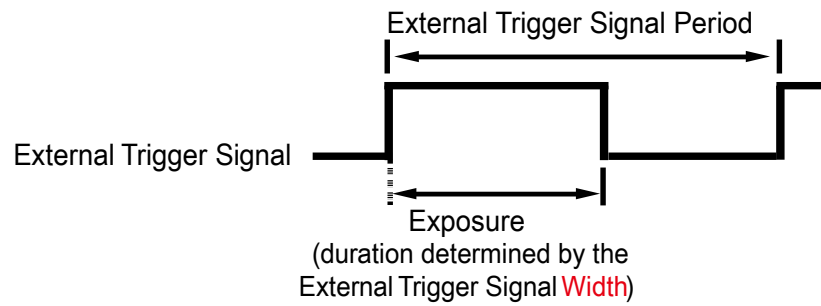 External Trigger Signal Period
External Trigger Signal
Exposure
(duration determined by the
External Trigger Signal Width)